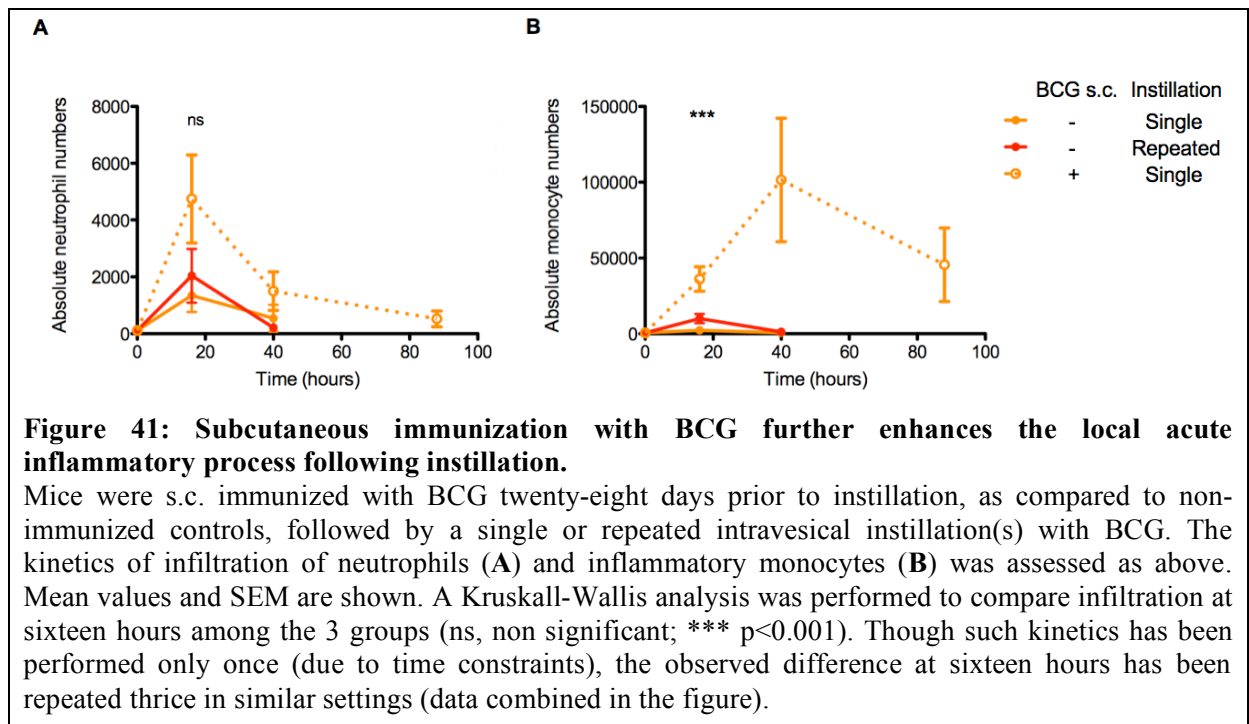 A
B
8000
6000
4000
2000
0
Absolute neutrophil numbers
ns
0 20 40 60 80 100
Time (hours)
150000
100000
50000
0
Absolute monocyte numbers
***
0 20 40 60 80 100
Time (hours)
BCG s.c. Instillation
- Single
- Repeated
+ Single
Figure 41: Subcutaneous immunization with BCG further enhances the local acute
inflammatory process following instillation.
Mice were s.c. immunized with BCG twenty-eight days prior to instillation, as compared to non-
immunized controls, followed by a single or repeated intravesical instillation(s) with BCG. The
kinetics of infiltration of neutrophils (A) and inflammatory monocytes (B) was assessed as above.
Mean values and SEM are shown. A Kruskall-Wallis analysis was performed to compare infiltration at
sixteen hours among the 3 groups (ns, non significant; *** p<0.001). Though such kinetics has been
performed only once (due to time constraints), the observed difference at sixteen hours has been
repeated thrice in similar settings (data combined in the figure).